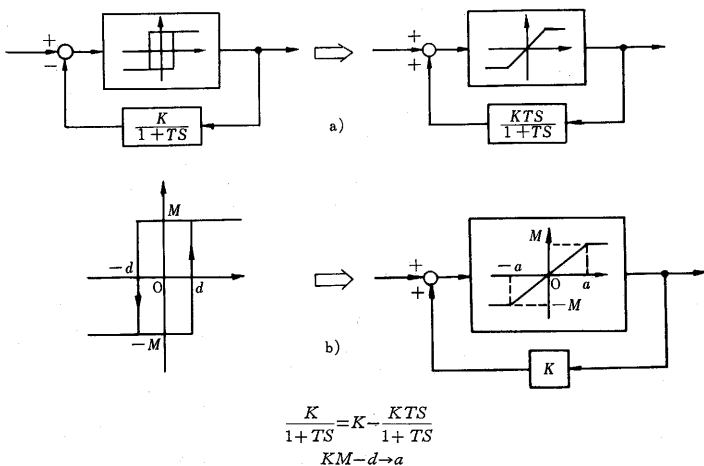 +
−
K
1+TS
+
+
KTS
1+TS
a)
M
−d
O
d
−M
+
+
M
−a
O
a
−M
K
b)
K/(1+TS) = K − KTS/(1+TS)
KM−d→a